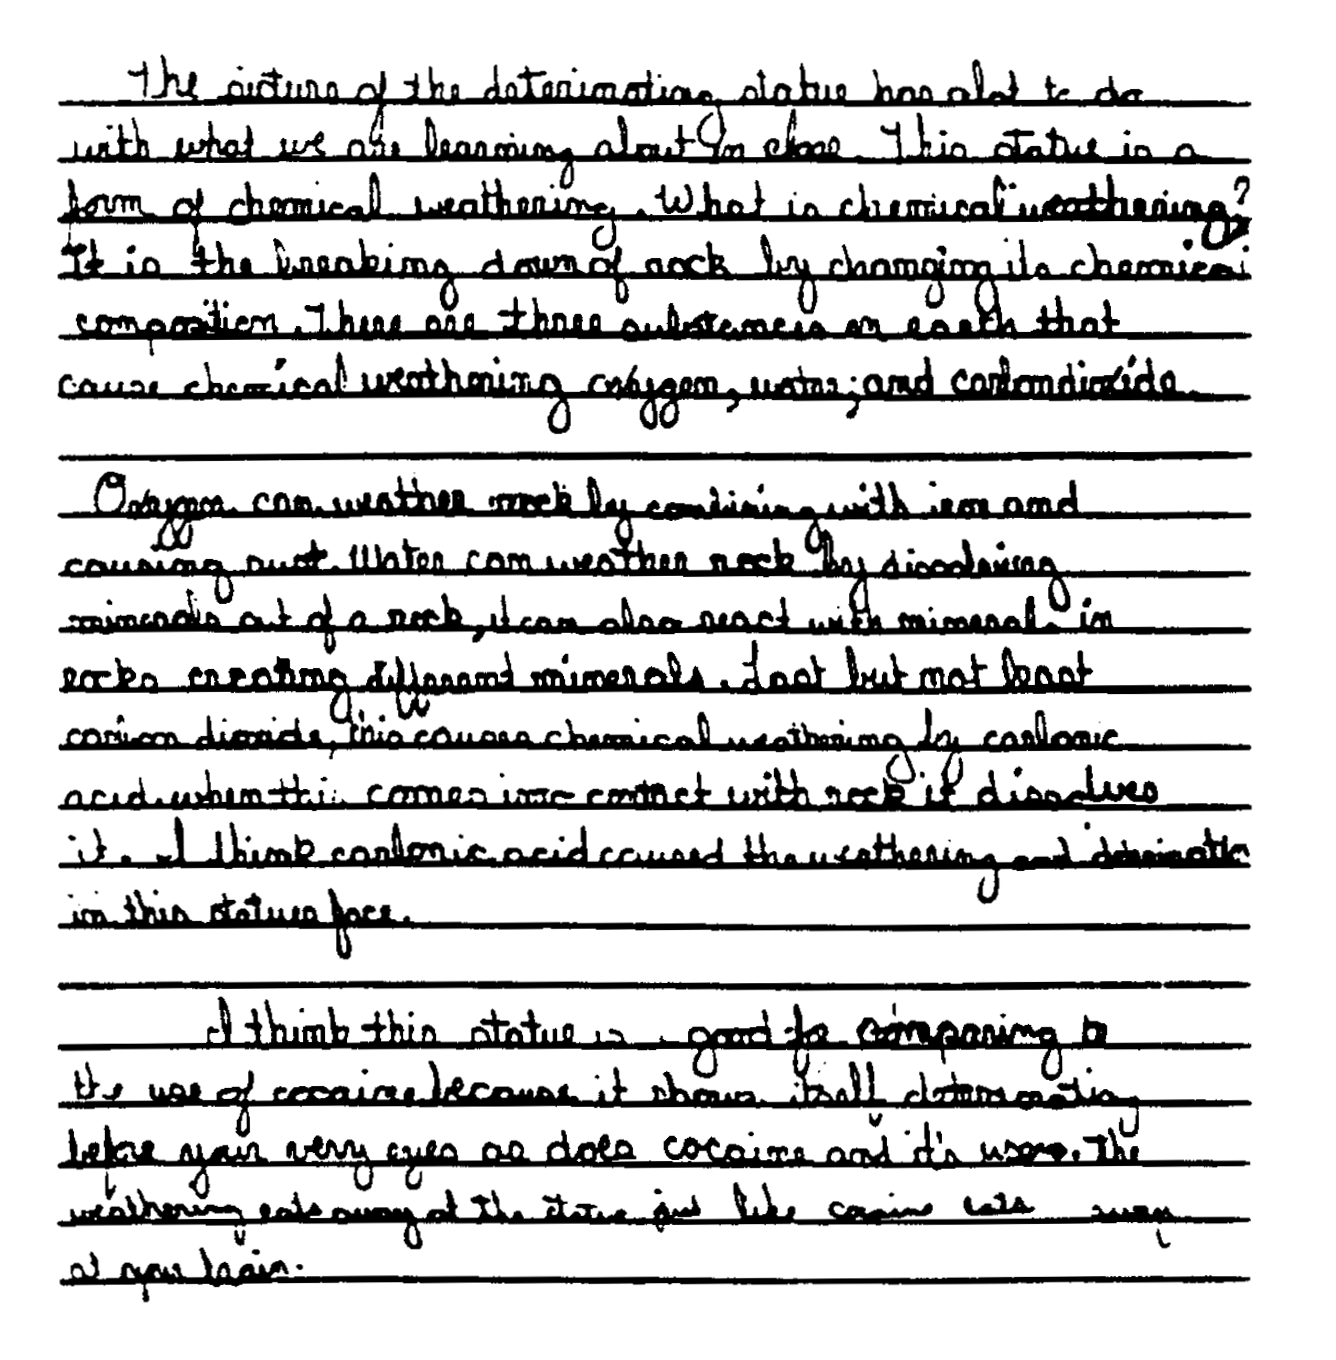 The picture of the deterimating statue has alot to do
with what we are learning about In class. This statue is a
form of chemical weathering. What is chemical weathering?
It is the breaking down of rock by changing its chemical
composition. There are three substances on earth that
cause chemical weathering oxygen, water, and carbondioxide.
Oxygen can weather rock by combining with iron and
causing rust. Water can weather rock by dissolving
minerals out of a rock, it can also react with minerals in
rocks creating different minerals. Last but not least
carbon dioxide, this causes chemical weathering by carbonic
acid. when this comes into contact with rock it dissolves
it. I think carbonic acid caused the weathering and
in this statues face.
I think this statue is good for comparing to
the use of cocaine because it shows itself deterimating
before your very eyes as does cocaine and it's users. The
weathering eats away at the statue just like cocaine eats away
at your brain.